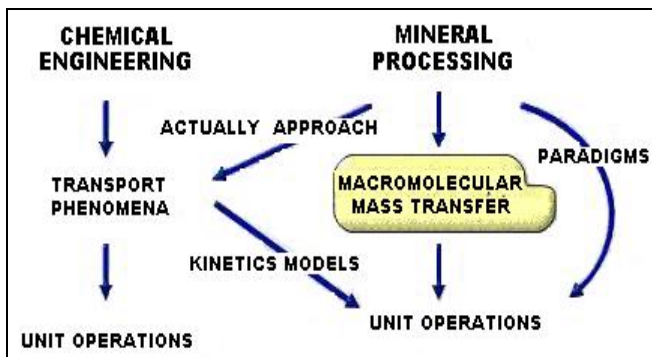 CHEMICAL
ENGINEERING
MINERAL
PROCESSING
ACTUALLY APPROACH
PARADIGMS
TRANSPORT
PHENOMENA
MACROMOLECULAR
MASS TRANSFER
KINETICS MODELS
UNIT OPERATIONS
UNIT OPERATIONS